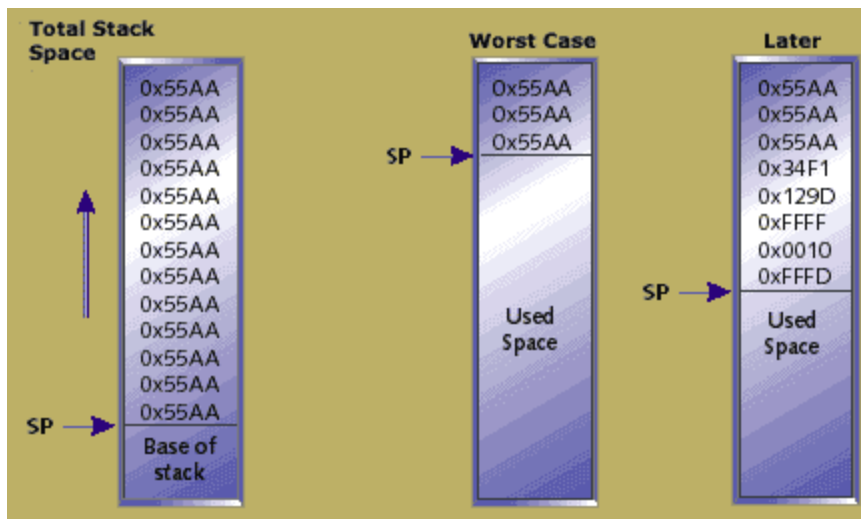 Total Stack
Space
0x55AA
0x55AA
0x55AA
0x55AA
0x55AA
0x55AA
0x55AA
0x55AA
0x55AA
0x55AA
0x55AA
0x55AA
0x55AA
SP
Base of
stack
Worst Case
0x55AA
0x55AA
0x55AA
SP
Used
Space
Later
0x55AA
0x55AA
0x55AA
0x34F1
0x129D
0xFFFF
0x0010
0xFFFD
SP
Used
Space